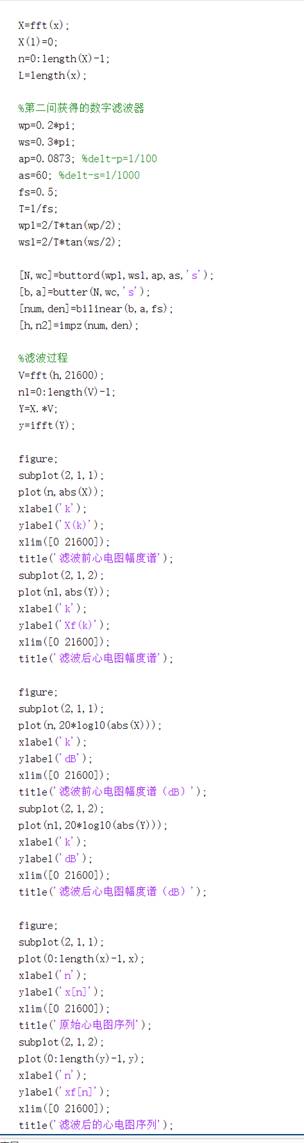 X=fft(x);
X(1)=0;
n=0:length(X)-1;
L=length(x);
%第二问获得的数字滤波器
wp=0.2*pi;
ws=0.3*pi;
ap=0.0873; %delt-p=1/100
as=60; %delt-s=1/1000
fs=0.5;
T=1/fs;
wp1=2/T*tan(wp/2);
ws1=2/T*tan(ws/2);
[N,wc]=buttord(wp1,ws1,ap,as,'s');
[b,a]=butter(N,wc,'s');
[num,den]=bilinear(b,a,fs);
[h,n2]=impz(num,den);
%滤波过程
V=fft(h,21600);
n1=0:length(V)-1;
Y=X.*V;
y=ifft(Y);
figure;
subplot(2,1,1);
plot(n,abs(X));
xlabel('k');
ylabel('X(k)');
xlim([0 21600]);
title('滤波前心电图幅度谱');
subplot(2,1,2);
plot(n1,abs(Y));
xlabel('k');
ylabel('Xf(k)');
xlim([0 21600]);
title('滤波后心电图幅度谱');
figure;
subplot(2,1,1);
plot(n,20*log10(abs(X)));
xlabel('k');
ylabel('dB');
xlim([0 21600]);
title('滤波前心电图幅度谱（dB）');
subplot(2,1,2);
plot(n1,20*log10(abs(Y)));
xlabel('k');
ylabel('dB');
xlim([0 21600]);
title('滤波后心电图幅度谱（dB）');
figure;
subplot(2,1,1);
plot(0:length(x)-1,x);
xlabel('n');
ylabel('x[n]');
xlim([0 21600]);
title('原始心电图序列');
subplot(2,1,2);
plot(0:length(y)-1,y);
xlabel('n');
ylabel('xf[n]');
xlim([0 21600]);
title('滤波后的心电图序列');